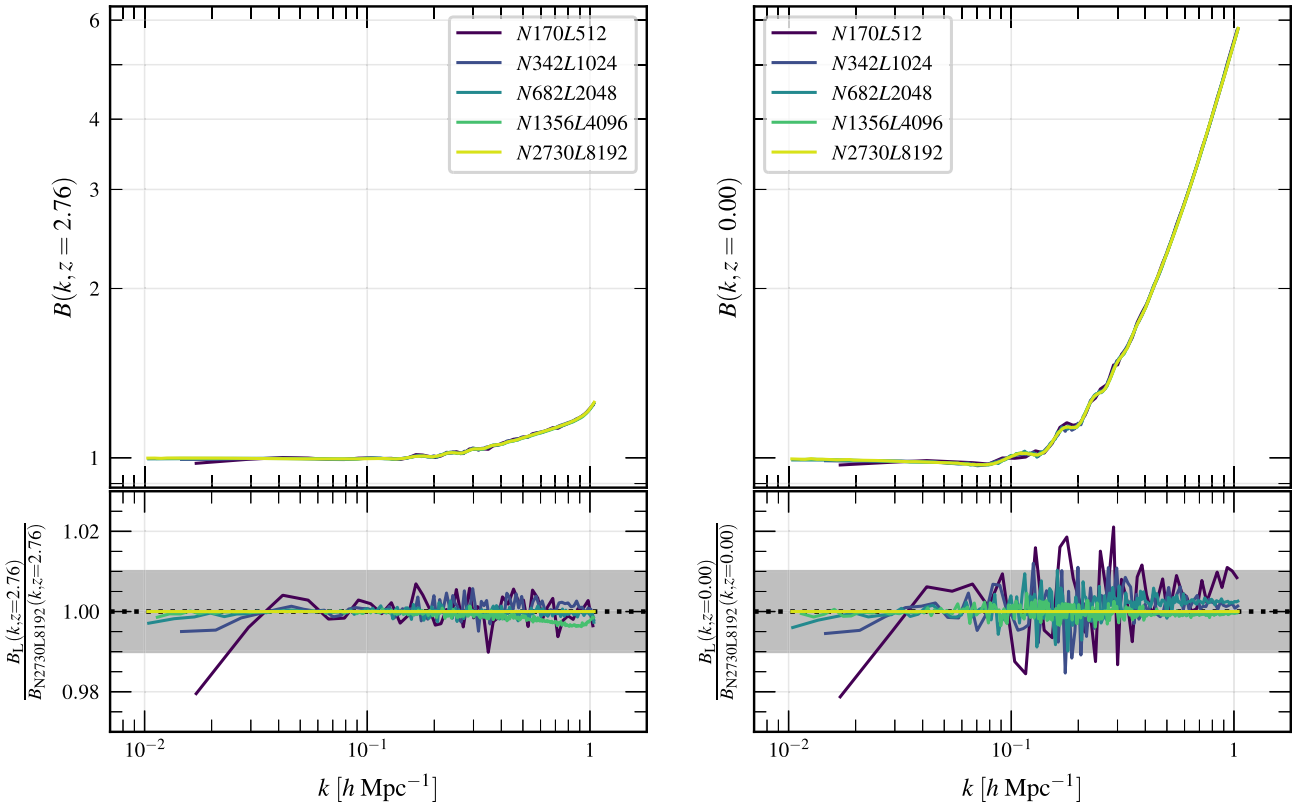 6
4
3
2
1
B(k, z = 2.76)
N170L512
N342L1024
N682L2048
N1356L4096
N2730L8192
B(k, z = 0.00)
N170L512
N342L1024
N682L2048
N1356L4096
N2730L8192
1.02
1.00
0.98
B_L(k,z=2.76)
B_N2730L8192(k,z=2.76)
10⁻²
10⁻¹
1
k [h Mpc⁻¹]
B_L(k,z=0.00)
B_N2730L8192(k,z=0.00)
10⁻²
10⁻¹
1
k [h Mpc⁻¹]